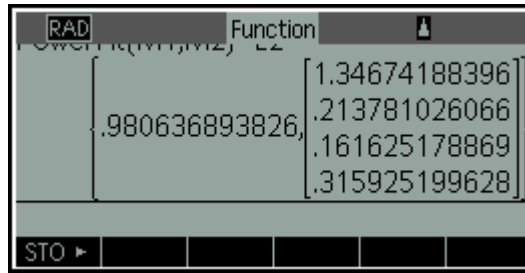 RAD Function
[1.34674188396]
{.980636893826, .213781026066
.161625178869
.315925199628
STO ►